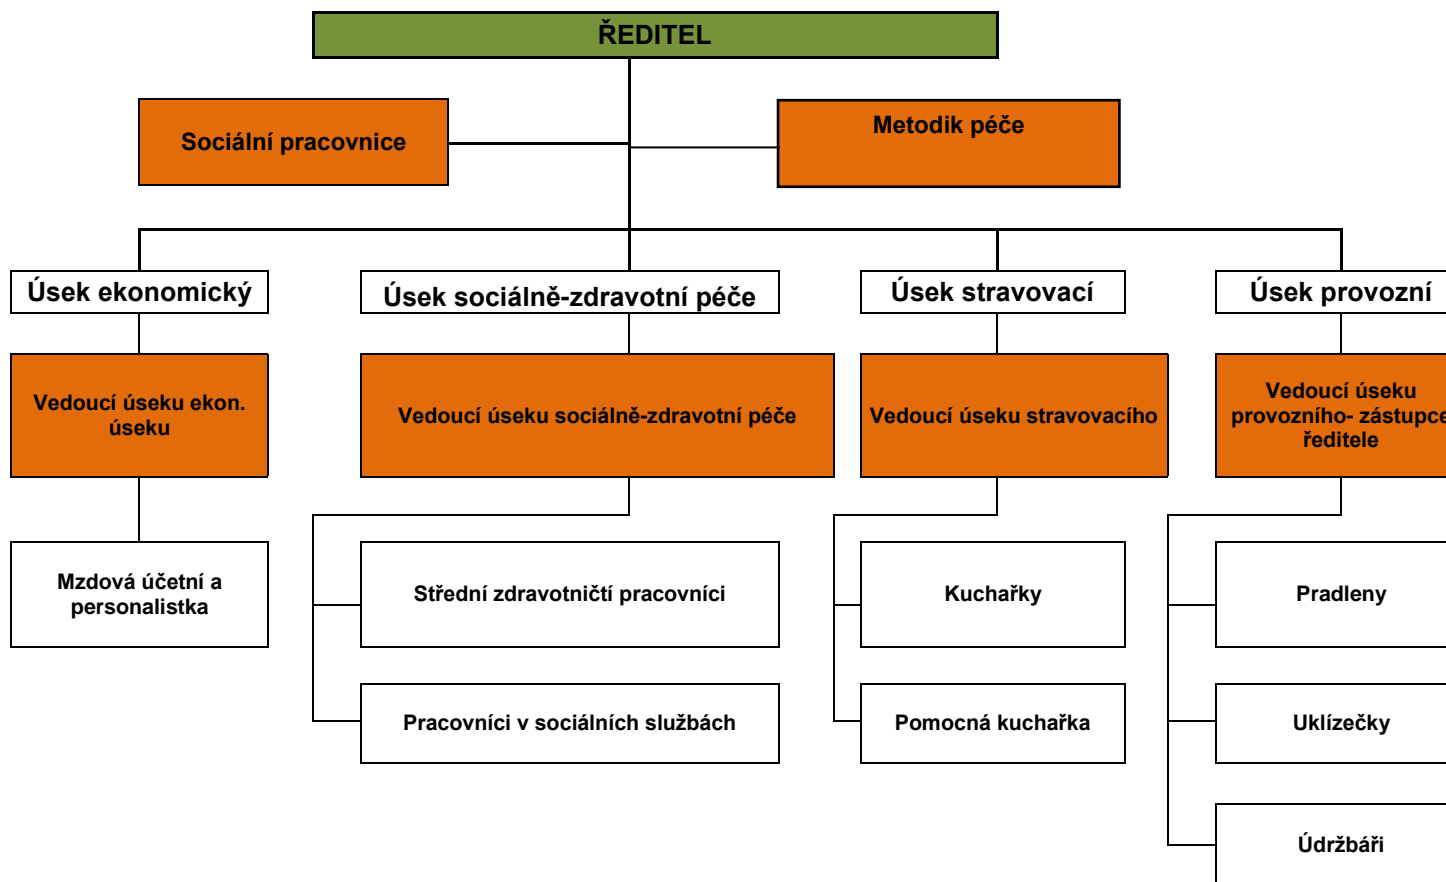 ŘEDITEL
Sociální pracovnice
Metodik péče
Úsek ekonomický
Úsek sociálně-zdravotní péče
Úsek stravovací
Úsek provozní
Vedoucí úseku ekon.
úseku
Vedoucí úseku sociálně-zdravotní péče
Vedoucí úseku stravovacího
Vedoucí úseku
provozního- zástupce
ředitele
Mzdová účetní a
personalistka
Střední zdravotničtí pracovníci
Kuchařky
Pradleny
Pracovníci v sociálních službách
Pomocná kuchařka
Uklízečky
Údržbáři